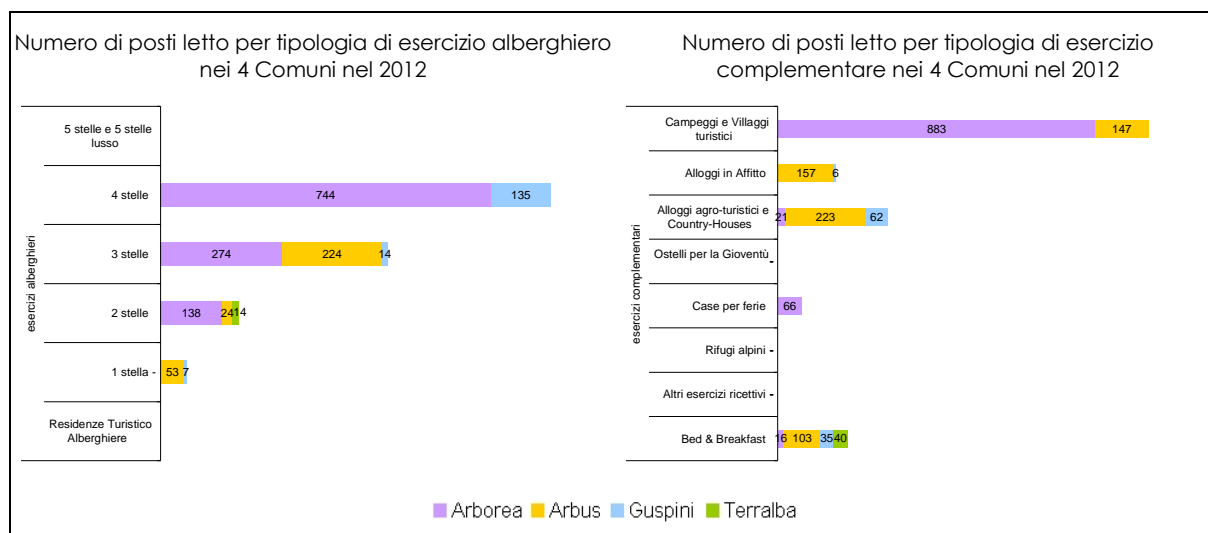 Numero di posti letto per tipologia di esercizio alberghiero
nei 4 Comuni nel 2012
esercizi alberghieri
5 stelle e 5 stelle
lusso
4 stelle
744
135
3 stelle
274
224
14
2 stelle
138
24
14
1 stella -
53
7
Residenze Turistico
Alberghiere
Numero di posti letto per tipologia di esercizio
complementare nei 4 Comuni nel 2012
esercizi complementari
Campeggi e Villaggi
turistici
883
147
Alloggi in Affitto
157
6
Alloggi agro-turistici e
Country-Houses
21
223
62
Ostelli per la Gioventù -
Case per ferie
66
Rifugi alpini -
Altri esercizi ricettivi -
Bed & Breakfast
16
103
35
40
Arborea
Arbus
Guspini
Terralba